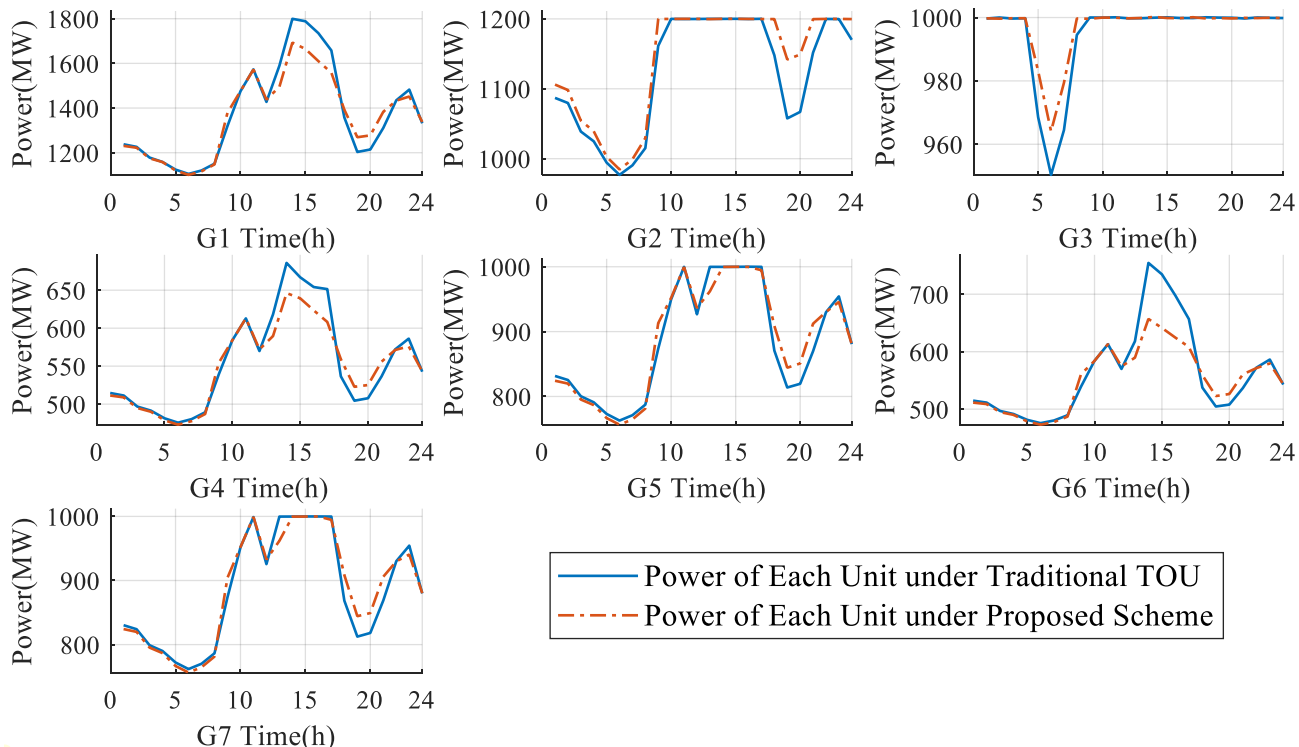 Power(MW)
1800
1600
1400
1200
0 5 10 15 20 24
G1 Time(h)
Power(MW)
1200
1100
1000
0 5 10 15 20 24
G2 Time(h)
Power(MW)
1000
980
960
0 5 10 15 20 24
G3 Time(h)
Power(MW)
650
600
550
500
0 5 10 15 20 24
G4 Time(h)
Power(MW)
1000
900
800
0 5 10 15 20 24
G5 Time(h)
Power(MW)
700
600
500
0 5 10 15 20 24
G6 Time(h)
Power(MW)
1000
900
800
0 5 10 15 20 24
G7 Time(h)
Power of Each Unit under Traditional TOU
Power of Each Unit under Proposed Scheme